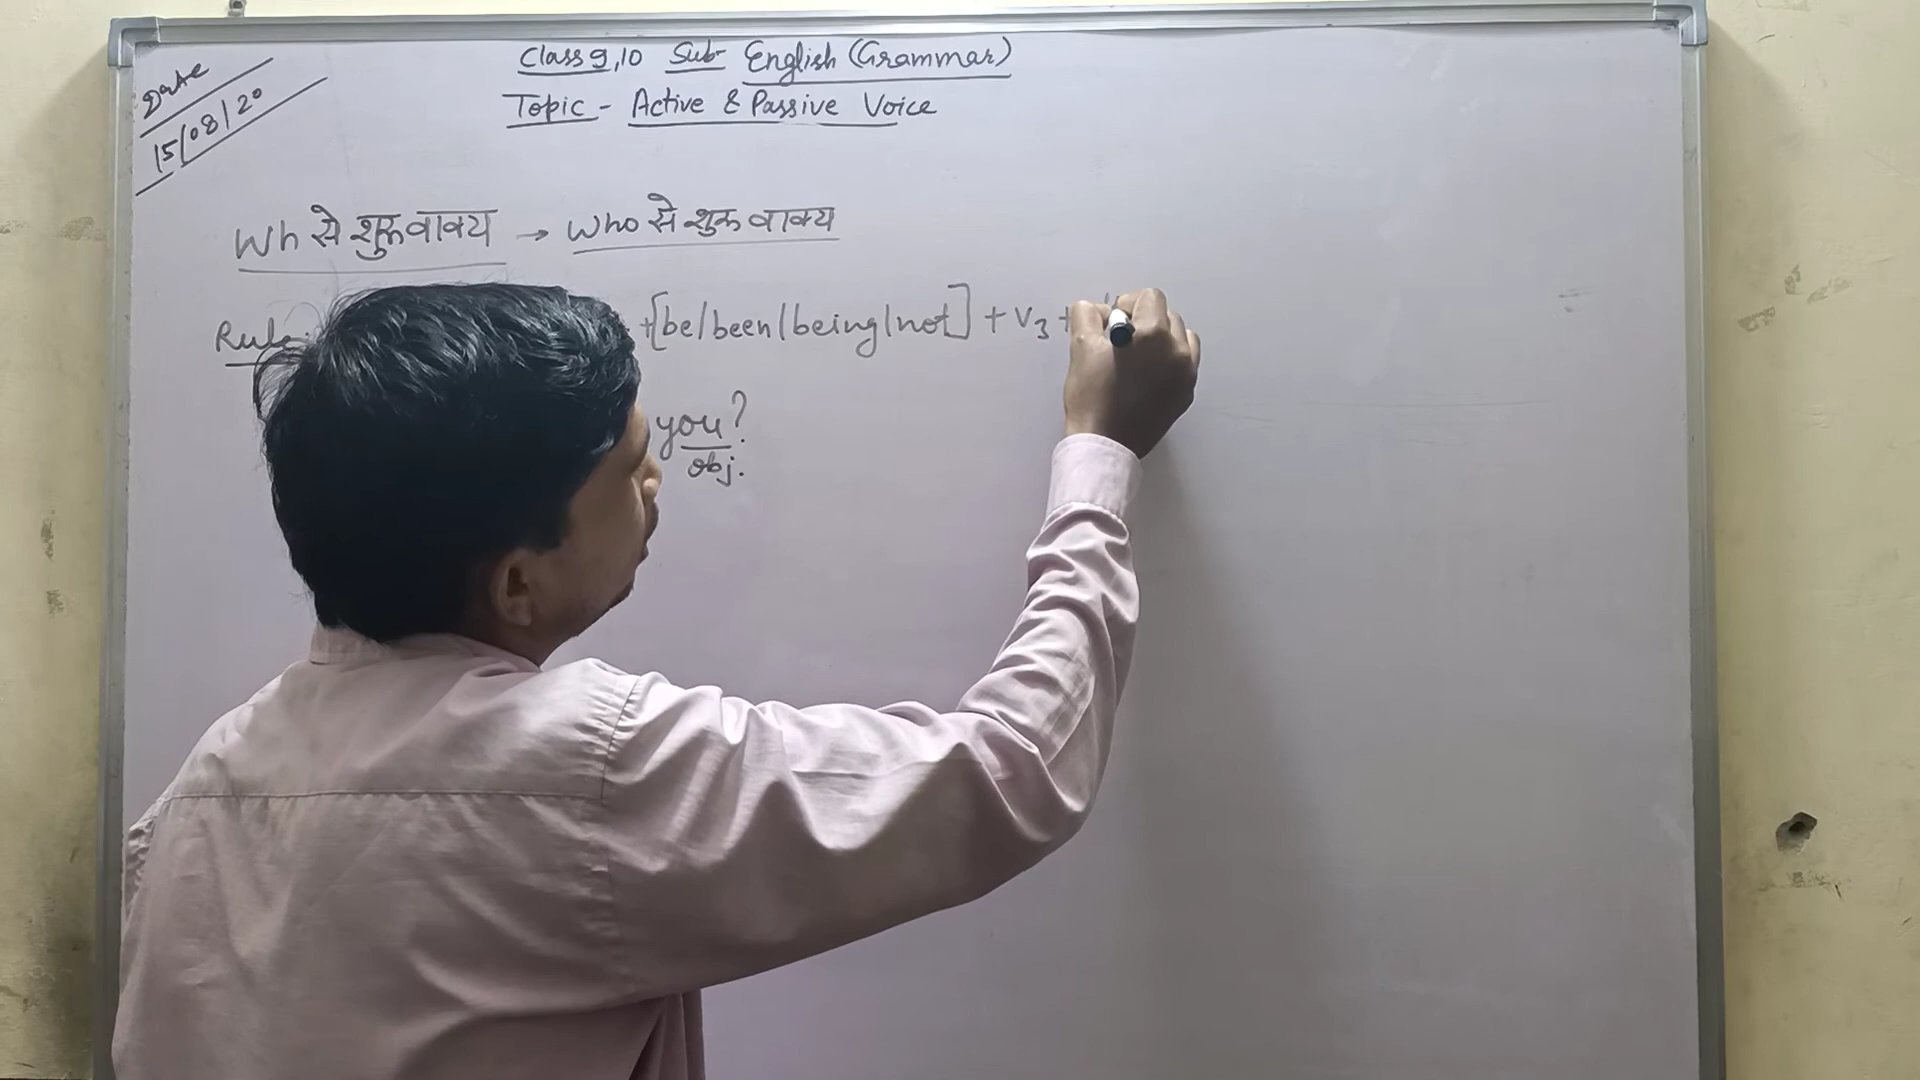 Date
15/08/20
Class 9,10 Sub- English (Grammar)
Topic - Active & Passive Voice
Wh से शुरू वाक्य → Who से शुरू वाक्य
Rule: +[be/been/being/not] + V3 +
you?
obj.